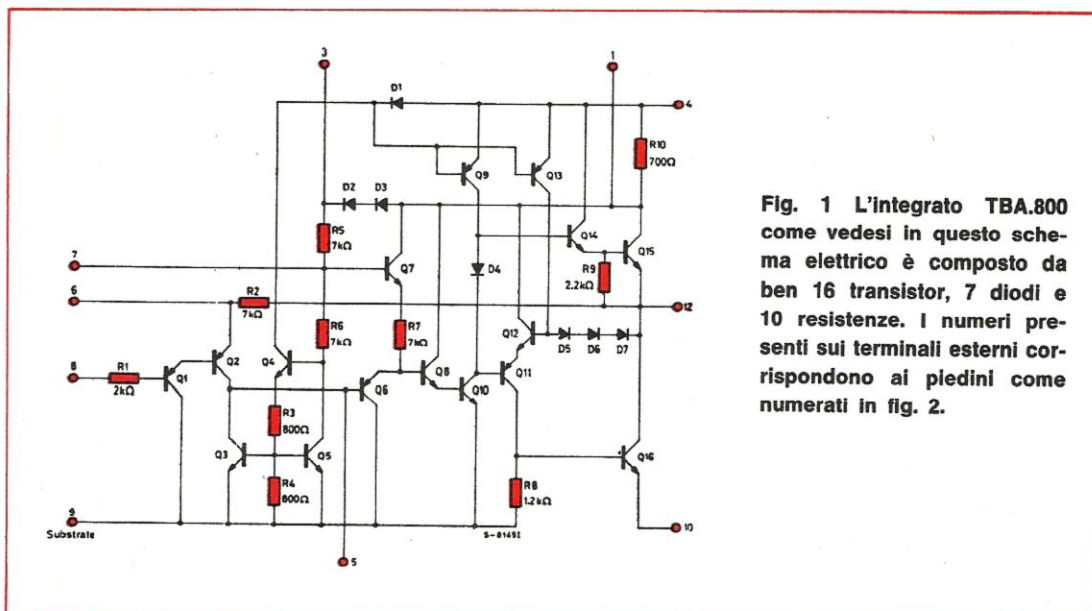 3
1
D1
4
R10
700Ω
Q9
Q13
D2 D3
R5
7kΩ
Q14
Q15
7
Q7
D4
R9
2.2kΩ
6
R2
7kΩ
12
R6
7kΩ
R7
7kΩ
Q12
D5 D6 D7
8
R1
2kΩ
Q1
Q2
Q4
Q6
Q8
Q10
Q11
R3
800Ω
Q3
Q5
Q16
R4
800Ω
R8
1.2kΩ
9
Substrate
S-0149I
10
5
Fig. 1 L'integrato TBA.800
come vedesi in questo sche-
ma elettrico è composto da
ben 16 transistor, 7 diodi e
10 resistenze. I numeri pre-
senti sui terminali esterni cor-
rispondono ai piedini come
numerati in fig. 2.